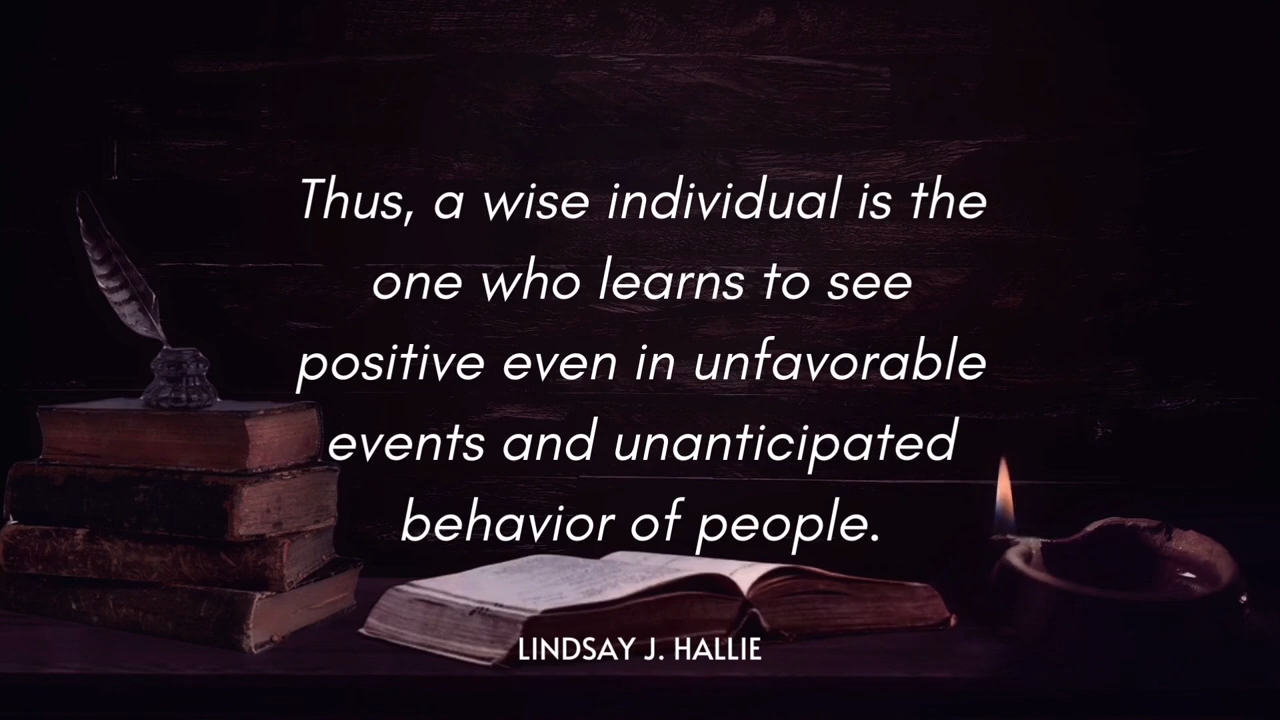 Thus, a wise individual is the
one who learns to see
positive even in unfavorable
events and unanticipated
behavior of people.
LINDSAY J. HALLIE